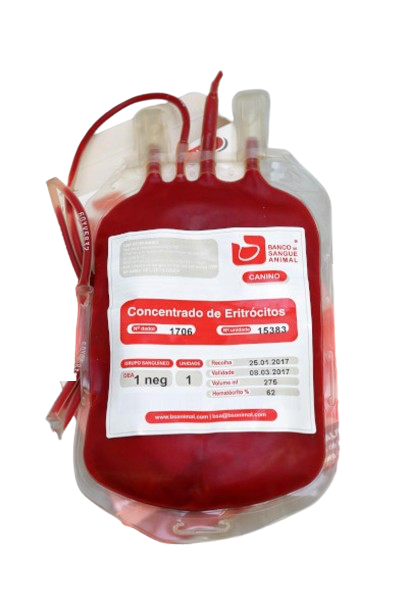 BANCO DE
SANGUE
ANIMAL
CANINO
Concentrado de Eritrócitos
Nº dador 1706 Nº unidade 15383
GRUPO SANGUÍNEO UNIDADE
DEA 1 neg 1
Recolha 25.01.2017
Validade 08.03.2017
Volume ml 275
Hematócrito % 62
www.bsanimal.com | bsa@bsanimal.com